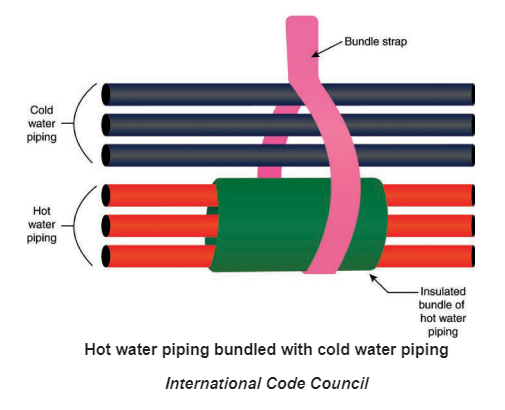 Bundle strap
Cold
water
piping
Hot
water
piping
Insulated
bundle of
hot water
piping
Hot water piping bundled with cold water piping
International Code Council